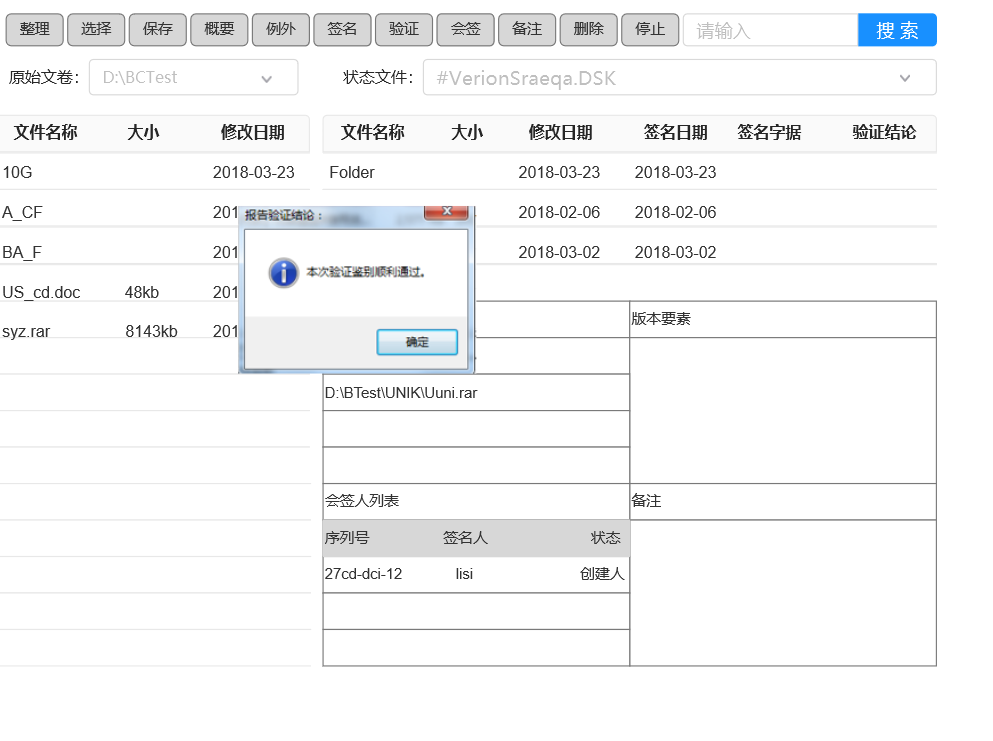 整理 选择 保存 概要 例外 签名 验证 会签 备注 删除 停止 请输入 搜 索
原始文卷： D:\BCTest 状态文件： #VerionSraeqa.DSK
文件名称 大小 修改日期 文件名称 大小 修改日期 签名日期 签名字据 验证结论
10G 2018-03-23 Folder 2018-03-23 2018-03-23
A_CF 201 2018-02-06 2018-02-06
报告验证结论：
BA_F 201 2018-03-02 2018-03-02
本次验证鉴别顺利通过。
US_cd.doc 48kb 201
版本要素
syz.rar 8143kb 201
确定
D:\BTest\UNIK\Uuni.rar
会签人列表 备注
序列号 签名人 状态
27cd-dci-12 lisi 创建人